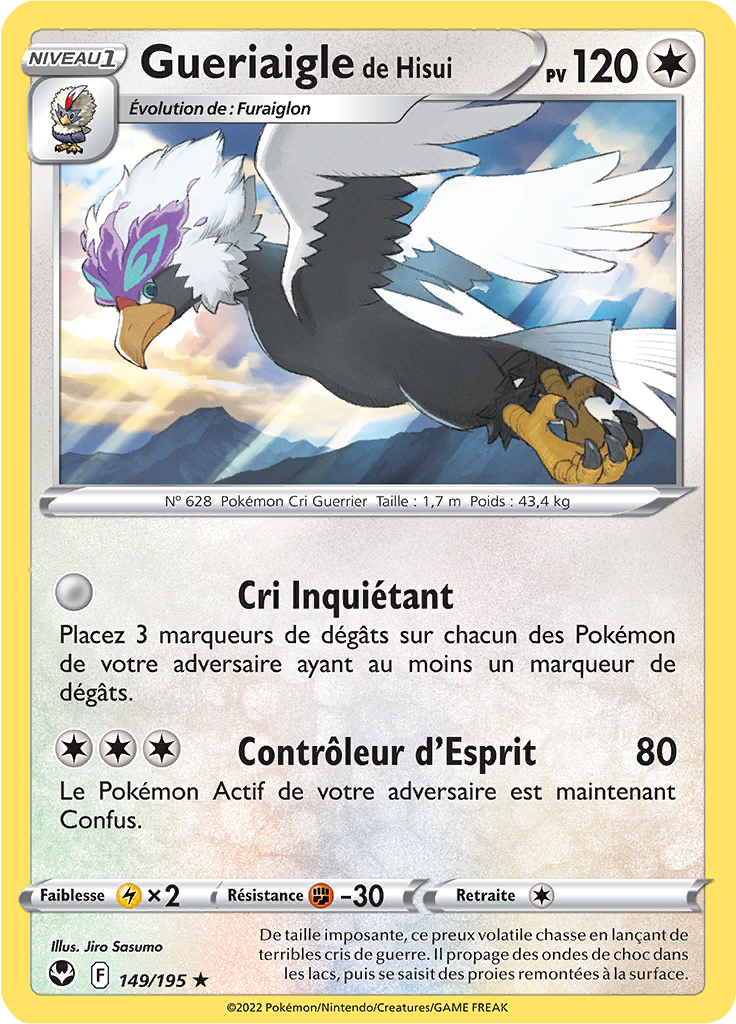 NIVEAU 1
Gueriaigle de Hisui
PV 120
Évolution de : Furaiglon
N° 628 Pokémon Cri Guerrier Taille : 1,7 m Poids : 43,4 kg
Cri Inquiétant
Placez 3 marqueurs de dégâts sur chacun des Pokémon
de votre adversaire ayant au moins un marqueur de
dégâts.
Contrôleur d'Esprit 80
Le Pokémon Actif de votre adversaire est maintenant
Confus.
Faiblesse ×2 Résistance -30 Retraite
Illus. Jiro Sasumo
De taille imposante, ce preux volatile chasse en lançant de
terribles cris de guerre. Il propage des ondes de choc dans
les lacs, puis se saisit des proies remontées à la surface.
F 149/195 ★
©2022 Pokémon/Nintendo/Creatures/GAME FREAK